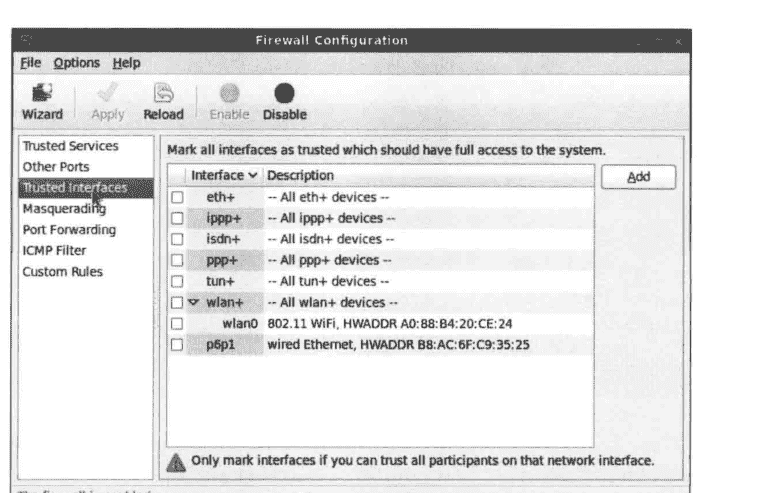 Firewall Configuration
File Options Help
Wizard Apply Reload Enable Disable
Trusted Services
Other Ports
Trusted Interfaces
Masquerading
Port Forwarding
ICMP Filter
Custom Rules
Mark all interfaces as trusted which should have full access to the system.
Interface Description
eth+ -- All eth+ devices --
ippp+ -- All ippp+ devices --
isdn+ -- All isdn+ devices --
ppp+ -- All ppp+ devices --
tun+ -- All tun+ devices --
wlan+ -- All wlan+ devices --
wlan0 802.11 WiFi, HWADDR A0:88:B4:20:CE:24
p6p1 wired Ethernet, HWADDR B8:AC:6F:C9:35:25
Add
Only mark interfaces if you can trust all participants on that network interface.